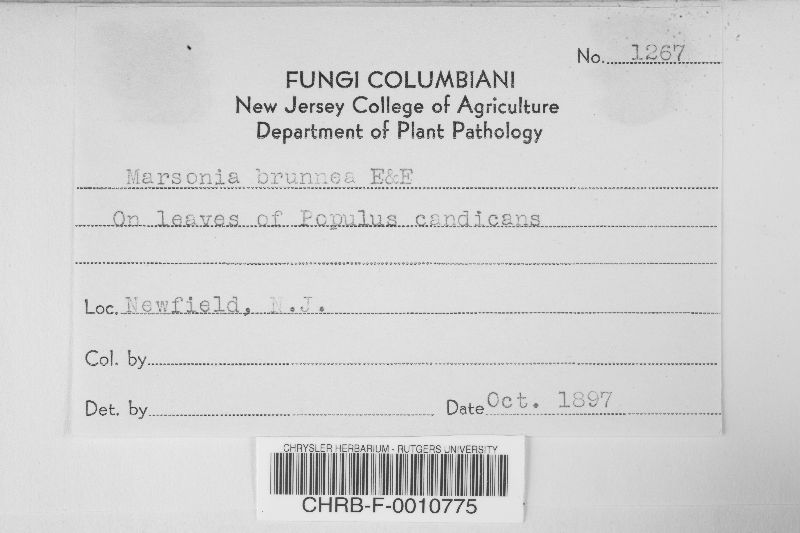 No. 1267
FUNGI COLUMBIANI
New Jersey College of Agriculture
Department of Plant Pathology
Marsonia brunnea E&E
On leaves of Populus candicans
Loc. Newfield, N.J.
Col. by
Det. by Date Oct. 1897
CHRYSLER HERBARIUM - RUTGERS UNIVERSITY
CHRB-F-0010775